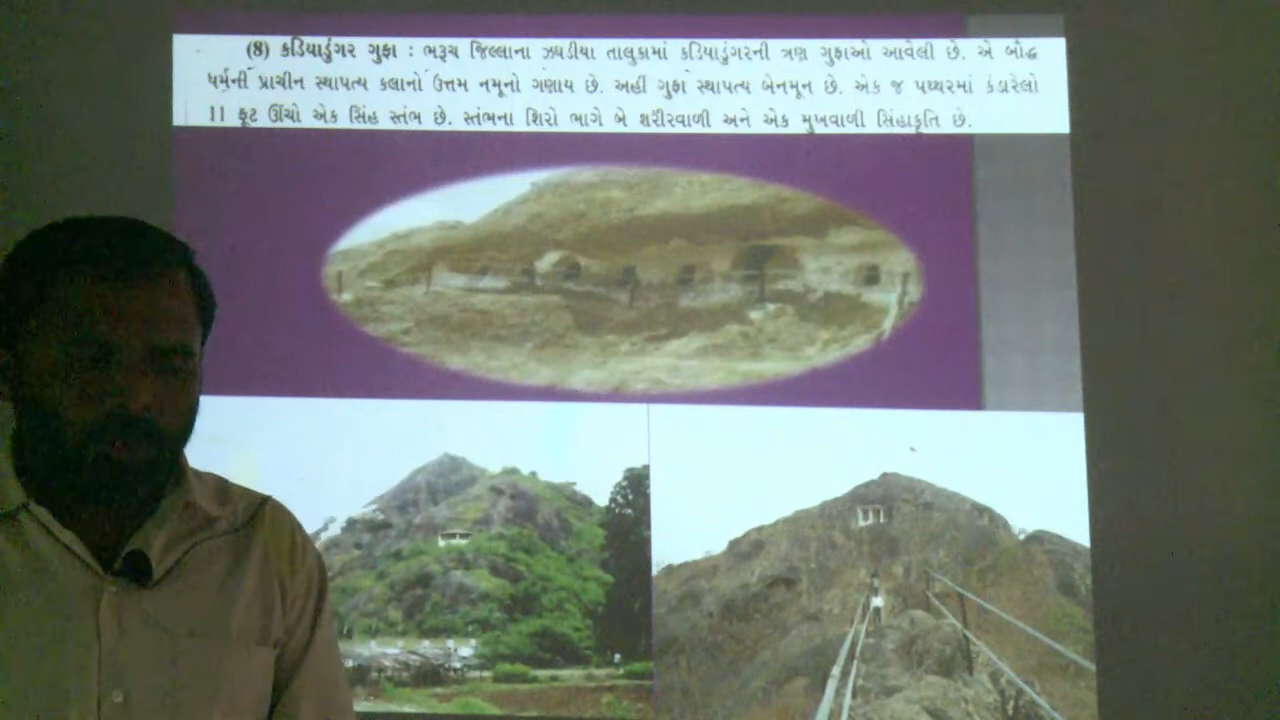 (8) કડિયાડુંગર ગુફા : ભરૂચ જિલ્લાના ઝઘડીયા તાલુકામાં કડિયાડુંગરની ત્રણ ગુફાઓ આવેલી છે. એ બૌદ્ધ
ધર્મની પ્રાચીન સ્થાપત્ય કલાનો ઉત્તમ નમૂનો ગણાય છે. અહીં ગુફા સ્થાપત્ય બેનમૂન છે. એક જ પથ્થરમાં કંડારેલો
11 ફૂટ ઊંચો એક સિંહ સ્તંભ છે. સ્તંભના શિરો ભાગે બે શરીરવાળી અને એક મુખવાળી સિંહાકૃતિ છે.